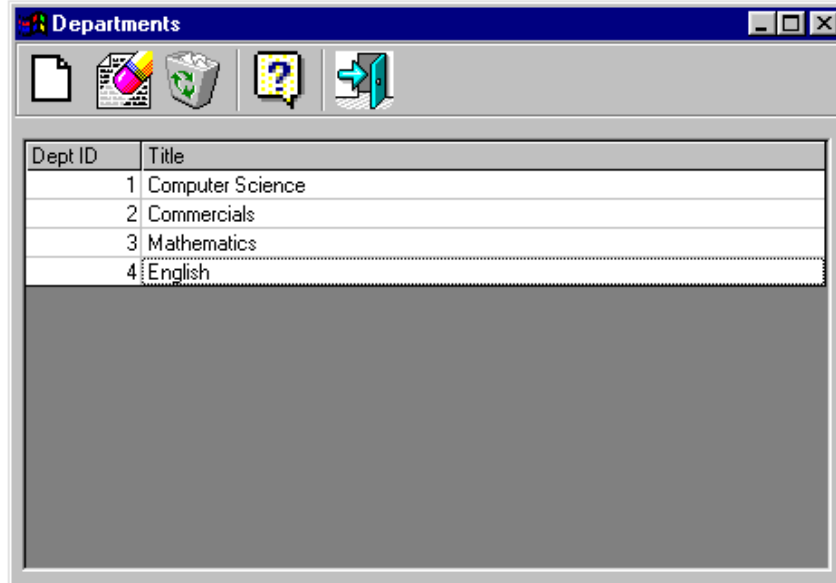 Departments
Dept ID Title
1 Computer Science
2 Commercials
3 Mathematics
4 English